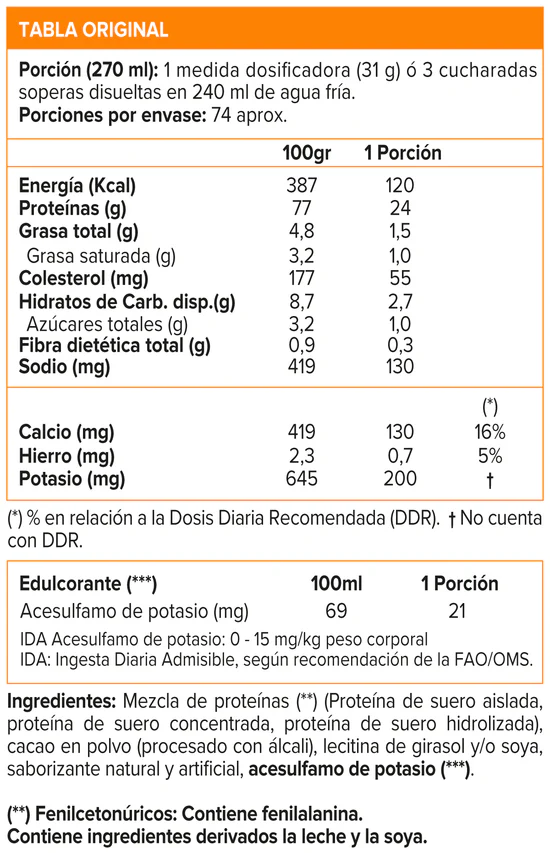 TABLA ORIGINAL
Porción (270 ml): 1 medida dosificadora (31 g) ó 3 cucharadas
soperas disueltas en 240 ml de agua fría.
Porciones por envase: 74 aprox.
100gr 1 Porción
Energía (Kcal) 387 120
Proteínas (g) 77 24
Grasa total (g) 4,8 1,5
Grasa saturada (g) 3,2 1,0
Colesterol (mg) 177 55
Hidratos de Carb. disp.(g) 8,7 2,7
Azúcares totales (g) 3,2 1,0
Fibra dietética total (g) 0,9 0,3
Sodio (mg) 419 130
(*)
Calcio (mg) 419 130 16%
Hierro (mg) 2,3 0,7 5%
Potasio (mg) 645 200 †
(*) % en relación a la Dosis Diaria Recomendada (DDR). † No cuenta
con DDR.
Edulcorante (***) 100ml 1 Porción
Acesulfamo de potasio (mg) 69 21
IDA Acesulfamo de potasio: 0 - 15 mg/kg peso corporal
IDA: Ingesta Diaria Admisible, según recomendación de la FAO/OMS.
Ingredientes: Mezcla de proteínas (**) (Proteína de suero aislada,
proteína de suero concentrada, proteína de suero hidrolizada),
cacao en polvo (procesado con álcali), lecitina de girasol y/o soya,
saborizante natural y artificial, acesulfamo de potasio (***).
(**) Fenilcetonúricos: Contiene fenilalanina.
Contiene ingredientes derivados la leche y la soya.